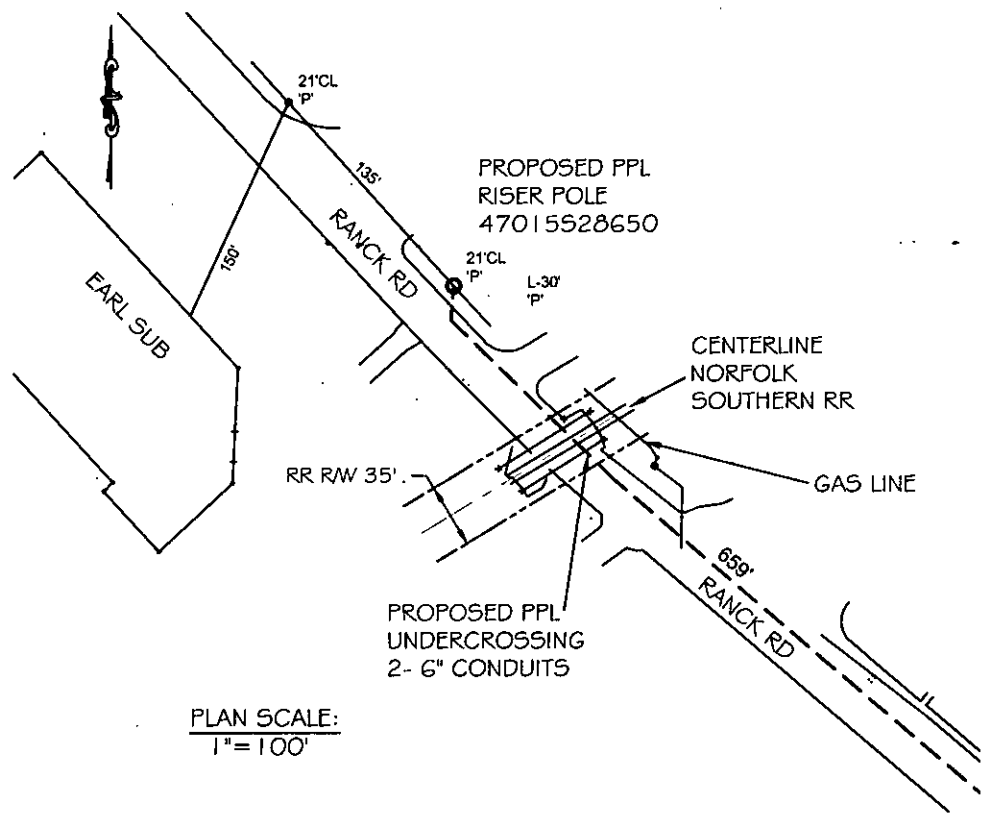 21'CL
'P'
135'
150'
RANCK RD
EARL SUB
PROPOSED PPL
RISER POLE
47015S28650
21'CL
'P'
L-30'
'P'
CENTERLINE
NORFOLK
SOUTHERN RR
RR R/W 35'.
GAS LINE
659'
RANCK RD
PROPOSED PPL
UNDERCROSSING
2- 6" CONDUITS
PLAN SCALE:
1"=100'